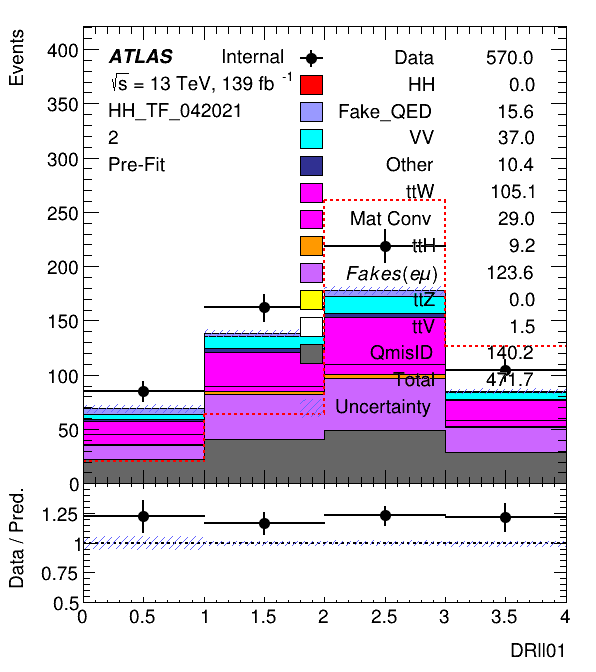 Events
400
350
300
250
200
150
100
50
0
ATLAS Internal
√s = 13 TeV, 139 fb -1
HH_TF_042021
2
Pre-Fit
Data 570.0
HH 0.0
Fake_QED 15.6
VV 37.0
Other 10.4
ttW 105.1
Mat Conv 29.0
ttH 9.2
Fakes(eμ) 123.6
ttZ 0.0
ttV 1.5
QmisID 140.2
Total 471.7
Uncertainty
Data / Pred.
1.25
1
0.75
0.5
0 0.5 1 1.5 2 2.5 3 3.5 4
DRll01